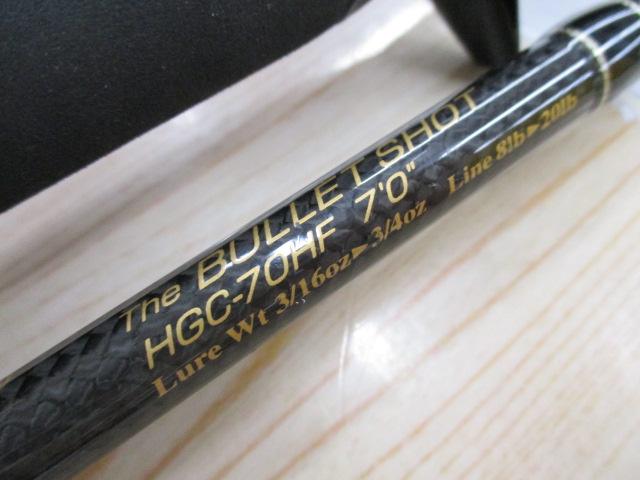 The BULLET SHOT
HGC-70HF 7'0"
Lure Wt 3/16oz▶3/4oz Line 8lb▶20lb